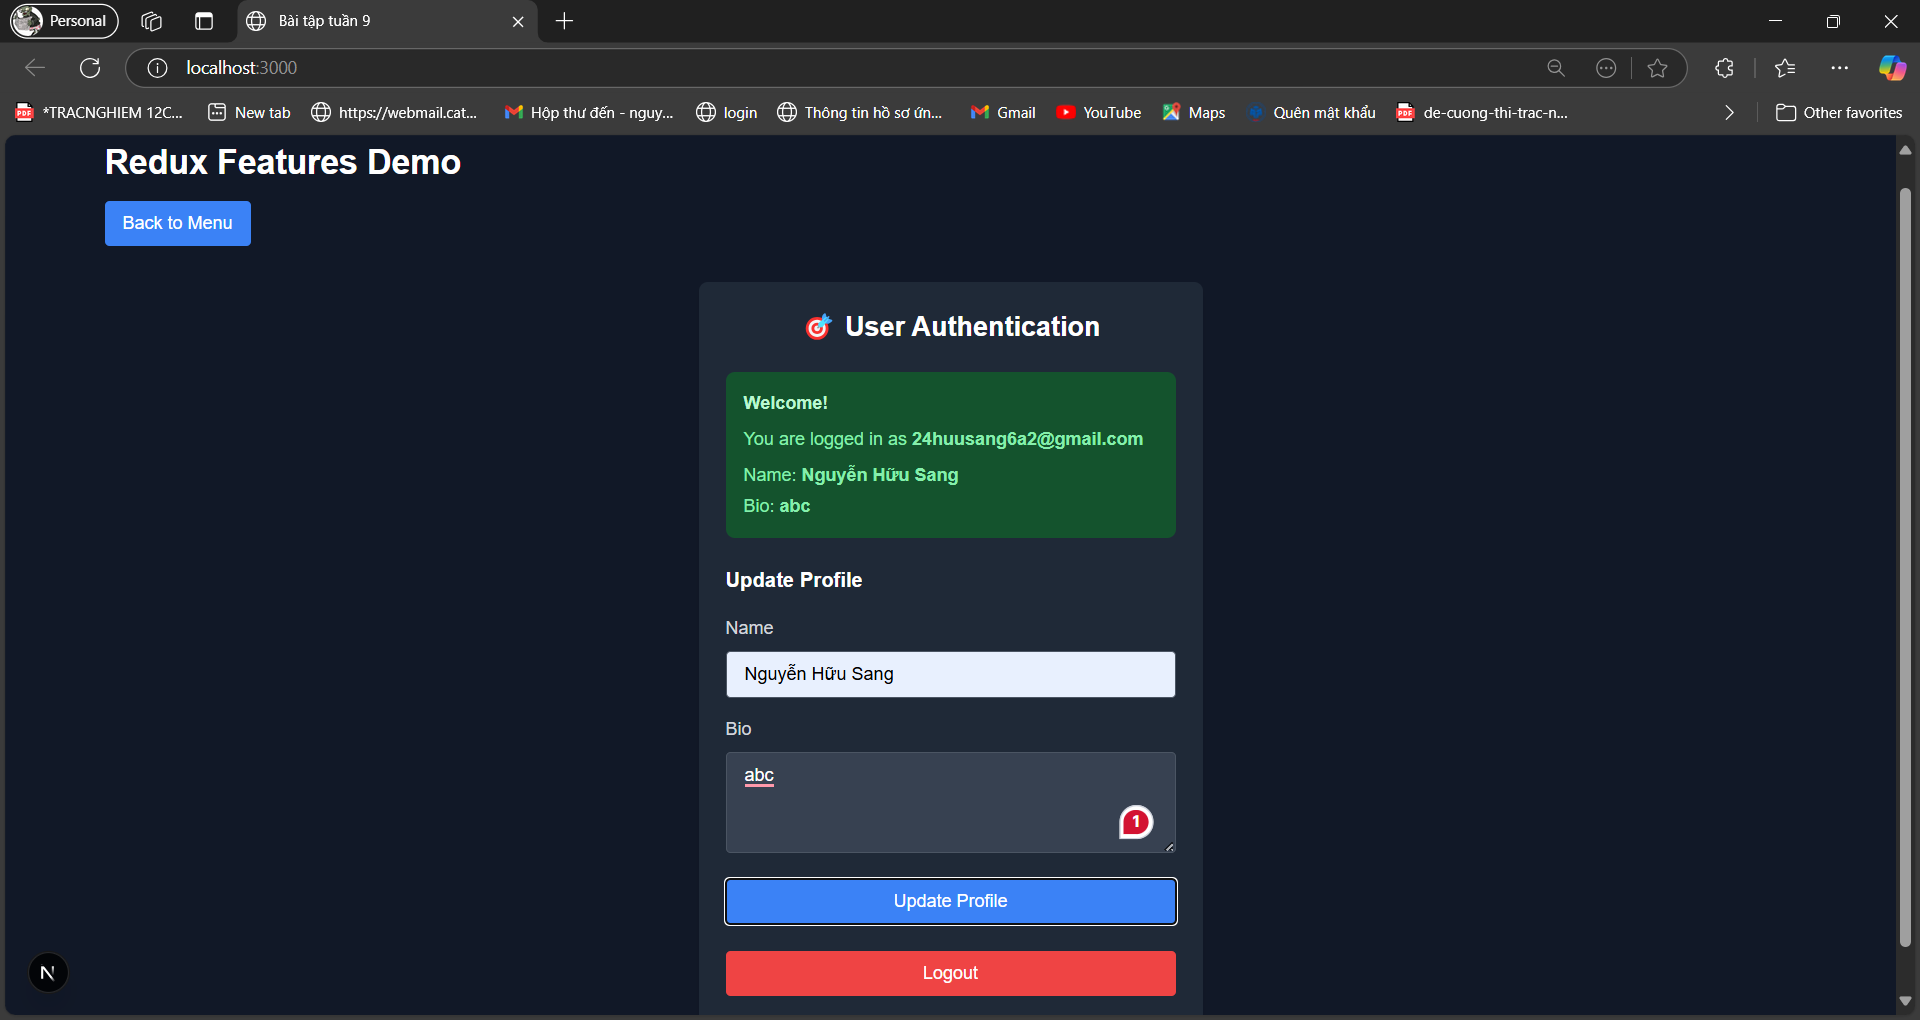 Personal
Bài tập tuần 9
localhost:3000
*TRACNGHIEM 12C...
New tab
https://webmail.cat...
Hộp thư đến - nguy...
login
Thông tin hồ sơ ứn...
Gmail
YouTube
Maps
Quên mật khẩu
de-cuong-thi-trac-n...
Other favorites
Redux Features Demo
Back to Menu
User Authentication
Welcome!
You are logged in as 24huusang6a2@gmail.com
Name: Nguyễn Hữu Sang
Bio: abc
Update Profile
Name
Nguyễn Hữu Sang
Bio
abc
1
Update Profile
N
Logout